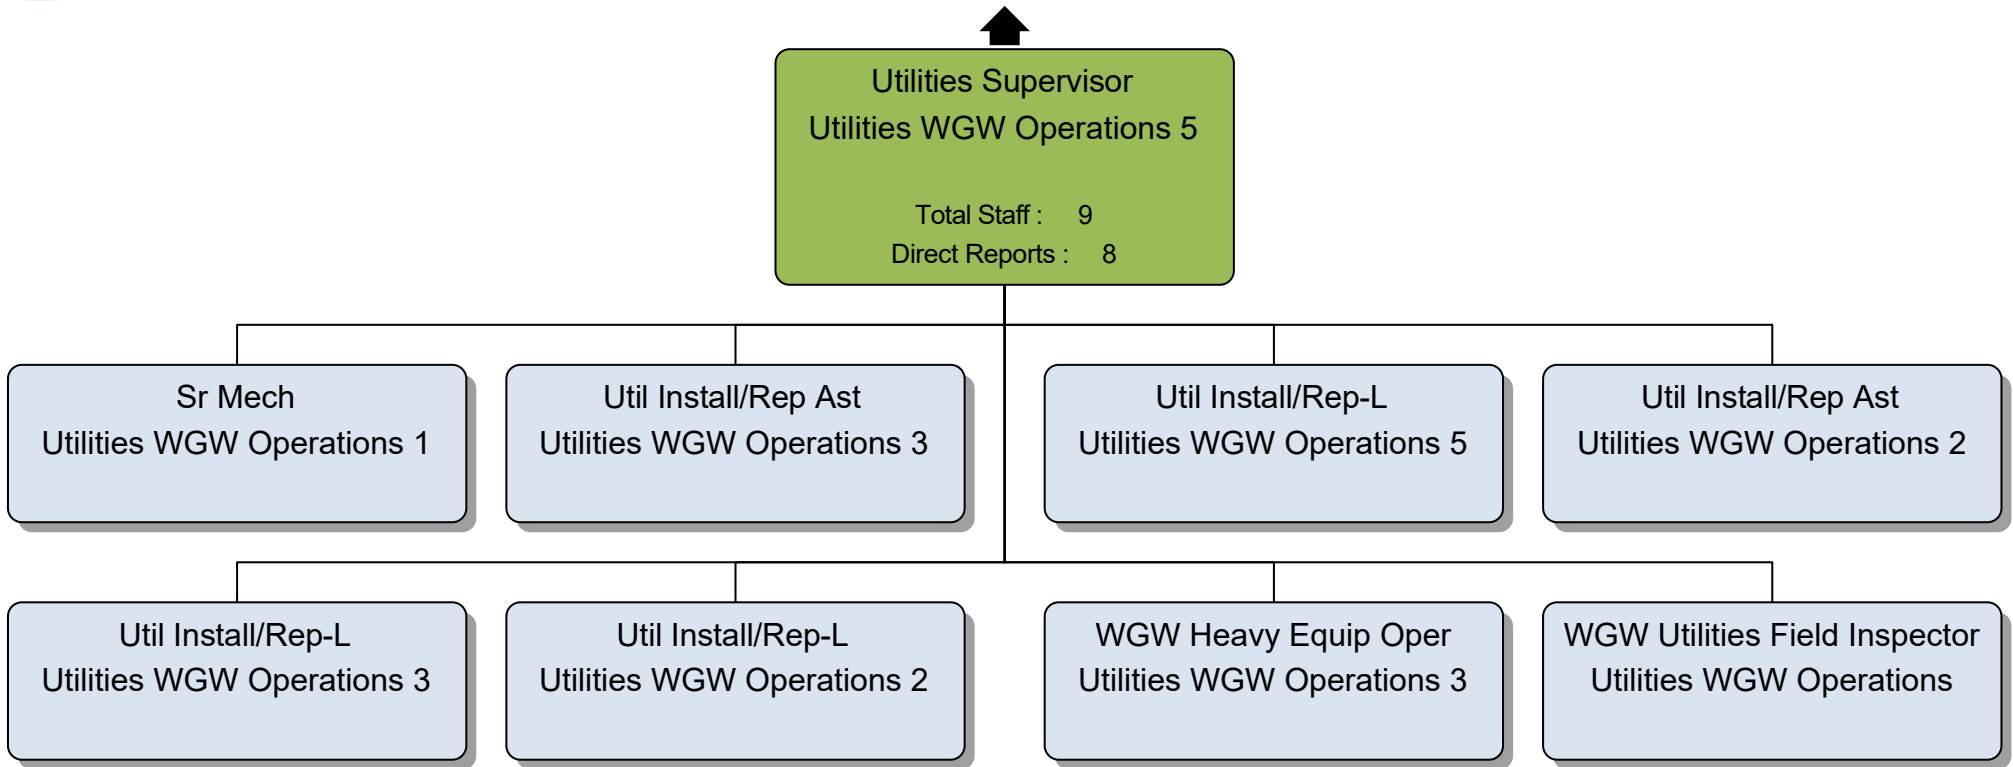 Utilities Supervisor
Utilities WGW Operations 5
Total Staff : 9
Direct Reports : 8
Sr Mech
Utilities WGW Operations 1
Util Install/Rep Ast
Utilities WGW Operations 3
Util Install/Rep-L
Utilities WGW Operations 5
Util Install/Rep Ast
Utilities WGW Operations 2
Util Install/Rep-L
Utilities WGW Operations 3
Util Install/Rep-L
Utilities WGW Operations 2
WGW Heavy Equip Oper
Utilities WGW Operations 3
WGW Utilities Field Inspector
Utilities WGW Operations